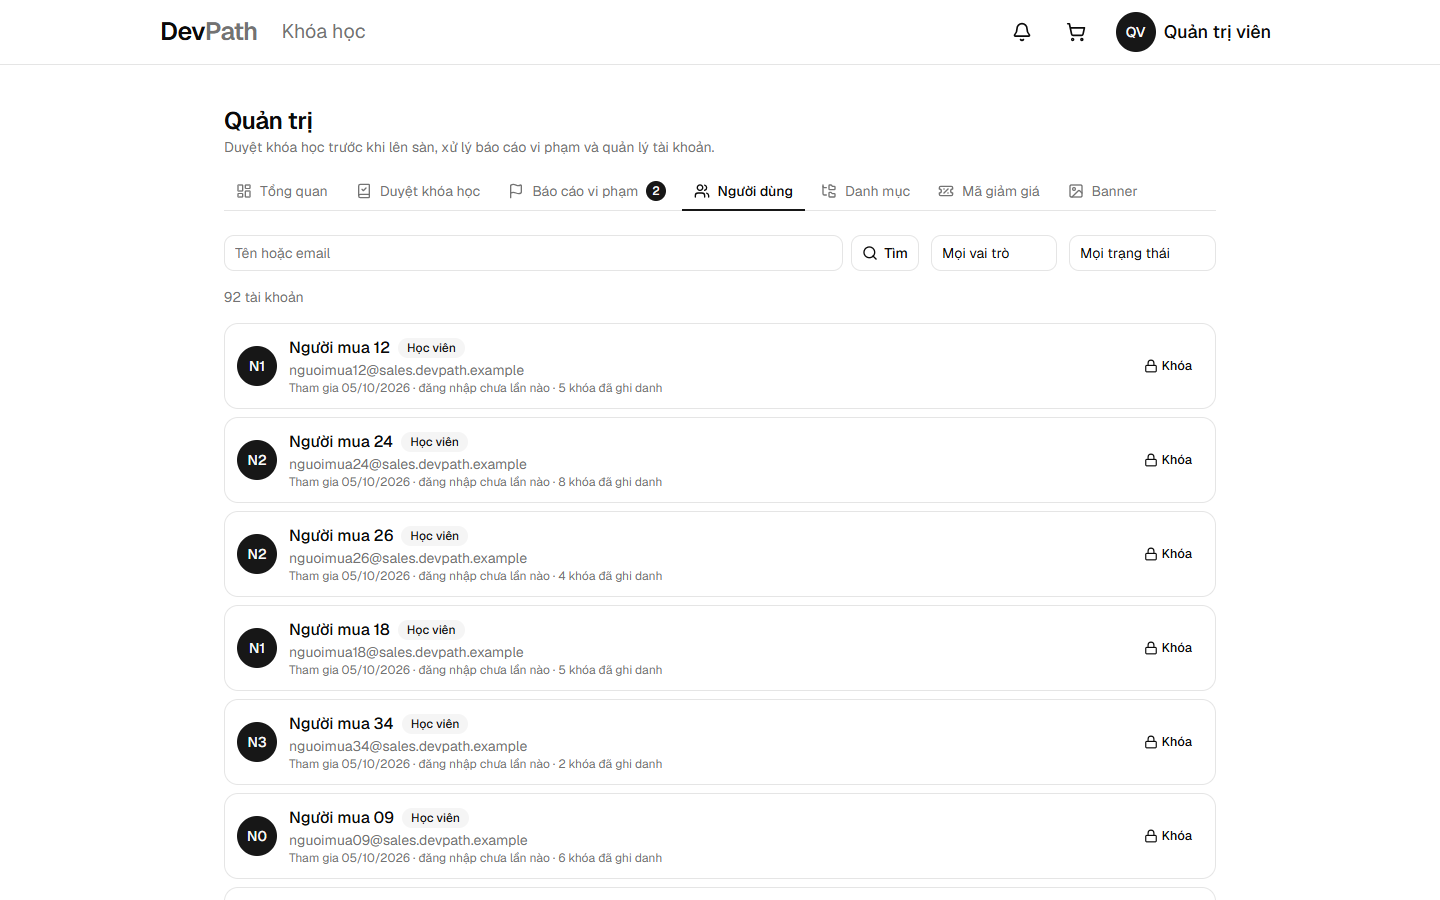 DevPath Khóa học QV Quản trị viên
Quản trị
Duyệt khóa học trước khi lên sàn, xử lý báo cáo vi phạm và quản lý tài khoản.
Tổng quan Duyệt khóa học Báo cáo vi phạm 2 Người dùng Danh mục Mã giảm giá Banner
Tên hoặc email Tìm Mọi vai trò Mọi trạng thái
92 tài khoản
N1 Người mua 12 Học viên
nguoimua12@sales.devpath.example
Tham gia 05/10/2026 · đăng nhập chưa lần nào · 5 khóa đã ghi danh
Khóa
N2 Người mua 24 Học viên
nguoimua24@sales.devpath.example
Tham gia 05/10/2026 · đăng nhập chưa lần nào · 8 khóa đã ghi danh
Khóa
N2 Người mua 26 Học viên
nguoimua26@sales.devpath.example
Tham gia 05/10/2026 · đăng nhập chưa lần nào · 4 khóa đã ghi danh
Khóa
N1 Người mua 18 Học viên
nguoimua18@sales.devpath.example
Tham gia 05/10/2026 · đăng nhập chưa lần nào · 5 khóa đã ghi danh
Khóa
N3 Người mua 34 Học viên
nguoimua34@sales.devpath.example
Tham gia 05/10/2026 · đăng nhập chưa lần nào · 2 khóa đã ghi danh
Khóa
N0 Người mua 09 Học viên
nguoimua09@sales.devpath.example
Tham gia 05/10/2026 · đăng nhập chưa lần nào · 6 khóa đã ghi danh
Khóa